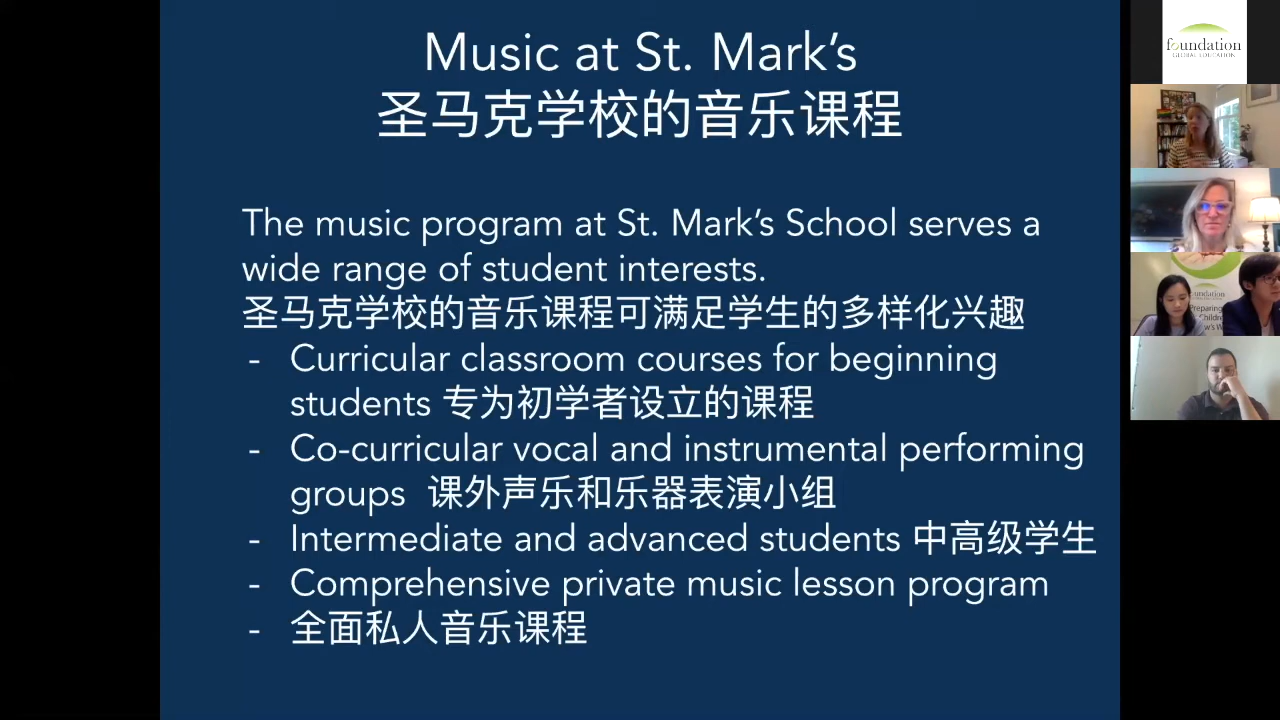 Music at St. Mark’s
圣马克学校的音乐课程
The music program at St. Mark’s School serves a
wide range of student interests.
圣马克学校的音乐课程可满足学生的多样化兴趣
- Curricular classroom courses for beginning
students 专为初学者设立的课程
- Co-curricular vocal and instrumental performing
groups 课外声乐和乐器表演小组
- Intermediate and advanced students 中高级学生
- Comprehensive private music lesson program
- 全面私人音乐课程
foundation
GLOBAL EDUCATION
foundation
Preparing
Childre
w's W